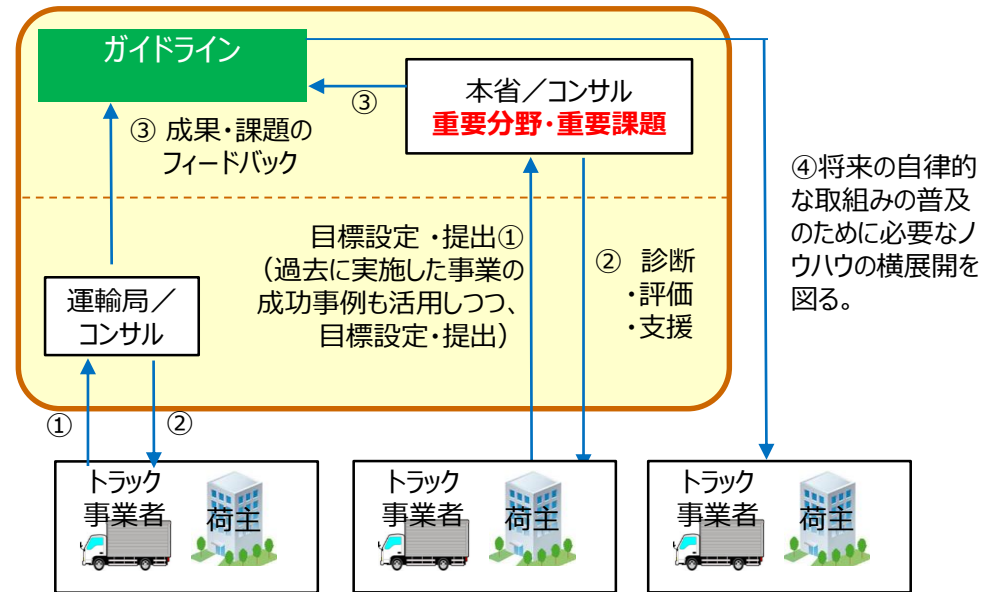 ガイドライン
③
本省／コンサル
重要分野・重要課題
③ 成果・課題の
フィードバック
④将来の自律的
な取組みの普及
のために必要なノ
ウハウの横展開を
図る。
目標設定 ・提出①
（過去に実施した事業の
成功事例も活用しつつ、
目標設定・提出）
② 診断
・評価
・支援
運輸局／
コンサル
①
②
トラック
事業者
荷主
トラック
事業者
荷主
トラック
事業者
荷主